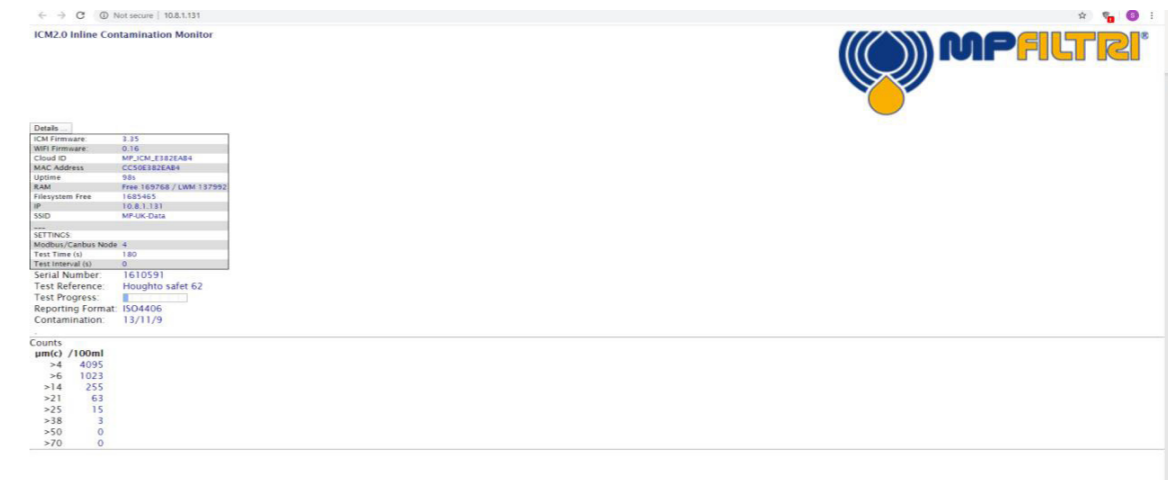 Not secure | 10.8.1.131
ICM2.0 Inline Contamination Monitor
MPFILTRI®
Details ...
ICM Firmware: 3.35
WIFI Firmware: 0.16
Cloud ID MP_ICM_E382EAB4
MAC Address CC50E382EAB4
Uptime 98s
RAM Free 169768 / LWM 137992
Filesystem Free 1685465
IP 10.8.1.131
SSID MP-UK-Data
---
SETTINGS:
Modbus/Canbus Node 4
Test Time (s) 180
Test Interval (s) 0
Serial Number: 1610591
Test Reference: Houghto safet 62
Test Progress:
Reporting Format: ISO4406
Contamination: 13/11/9
.
Counts
µm(c) /100ml
>4 4095
>6 1023
>14 255
>21 63
>25 15
>38 3
>50 0
>70 0